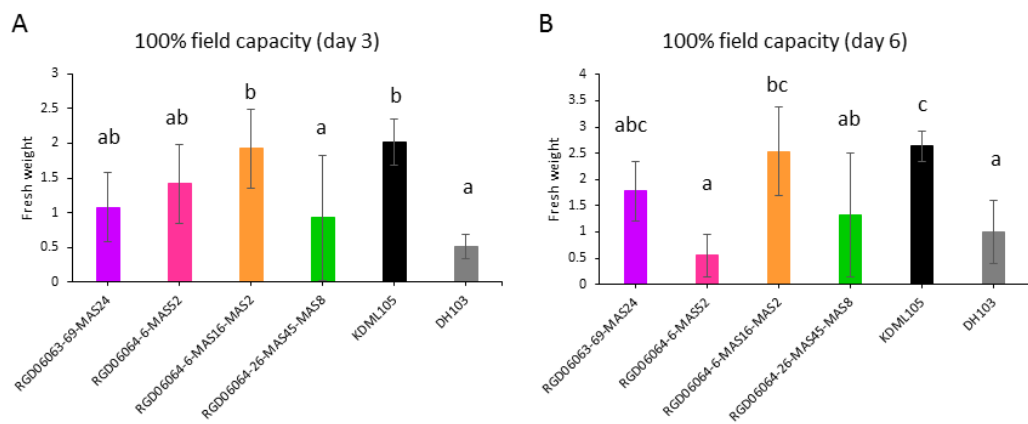 A
100% field capacity (day 3)
Fresh weight
3
2.5
2
1.5
1
0.5
0
ab
ab
b
a
b
a
RGD06063-69-MAS24
RGD06064-6-MAS52
RGD06064-6-MAS16-MAS2
RGD06064-26-MAS45-MAS8
KDML105
DH103
B
100% field capacity (day 6)
Fresh weight
4
3.5
3
2.5
2
1.5
1
0.5
0
abc
a
bc
ab
c
a
RGD06063-69-MAS24
RGD06064-6-MAS52
RGD06064-6-MAS16-MAS2
RGD06064-26-MAS45-MAS8
KDML105
DH103